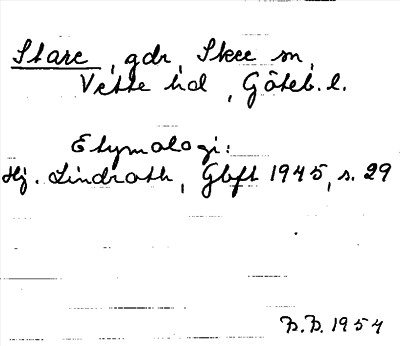 Stare, gdr, Skee sn,
Vette hd, Göteb. l.
Etymologi:
Hj. Lindroth, Gbft 1945, s. 29
B.B. 1954